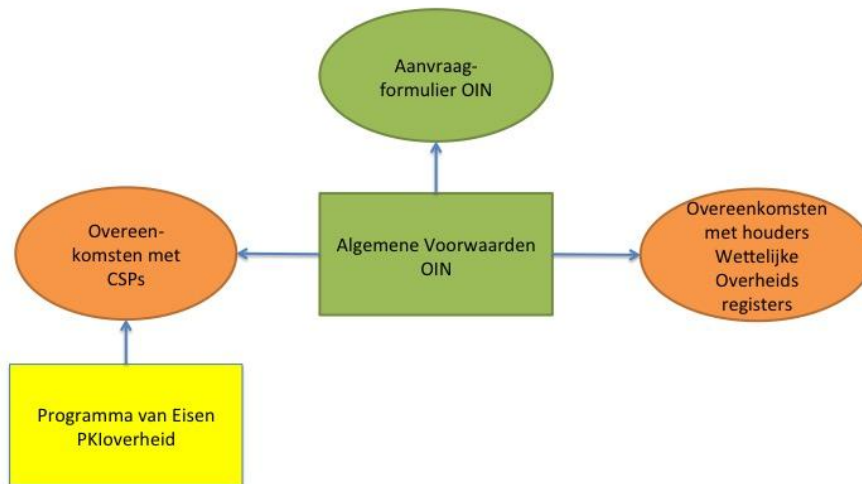 Aanvraag-
formulier OIN
Overeen-
komsten met
CSPs
Algemene Voorwaarden
OIN
Overeenkomsten
met houders
Wettelijke
Overheids
registers
Programma van Eisen
PKIoverheid